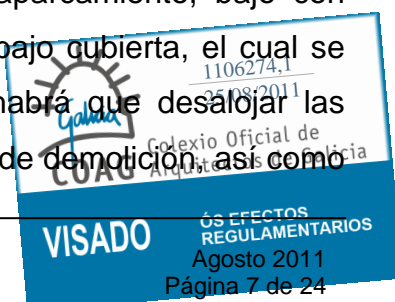 aparcamiento, bajo con
bajo cubierta, el cual se
1106274,1
25/08/2011
habrá que desalojar las
Galicia
Colexio Oficial de
de demolición, así como
COAG Arquitectos de Galicia
VISADO
ÓS EFECTOS
REGULAMENTARIOS
Agosto 2011
Página 7 de 24